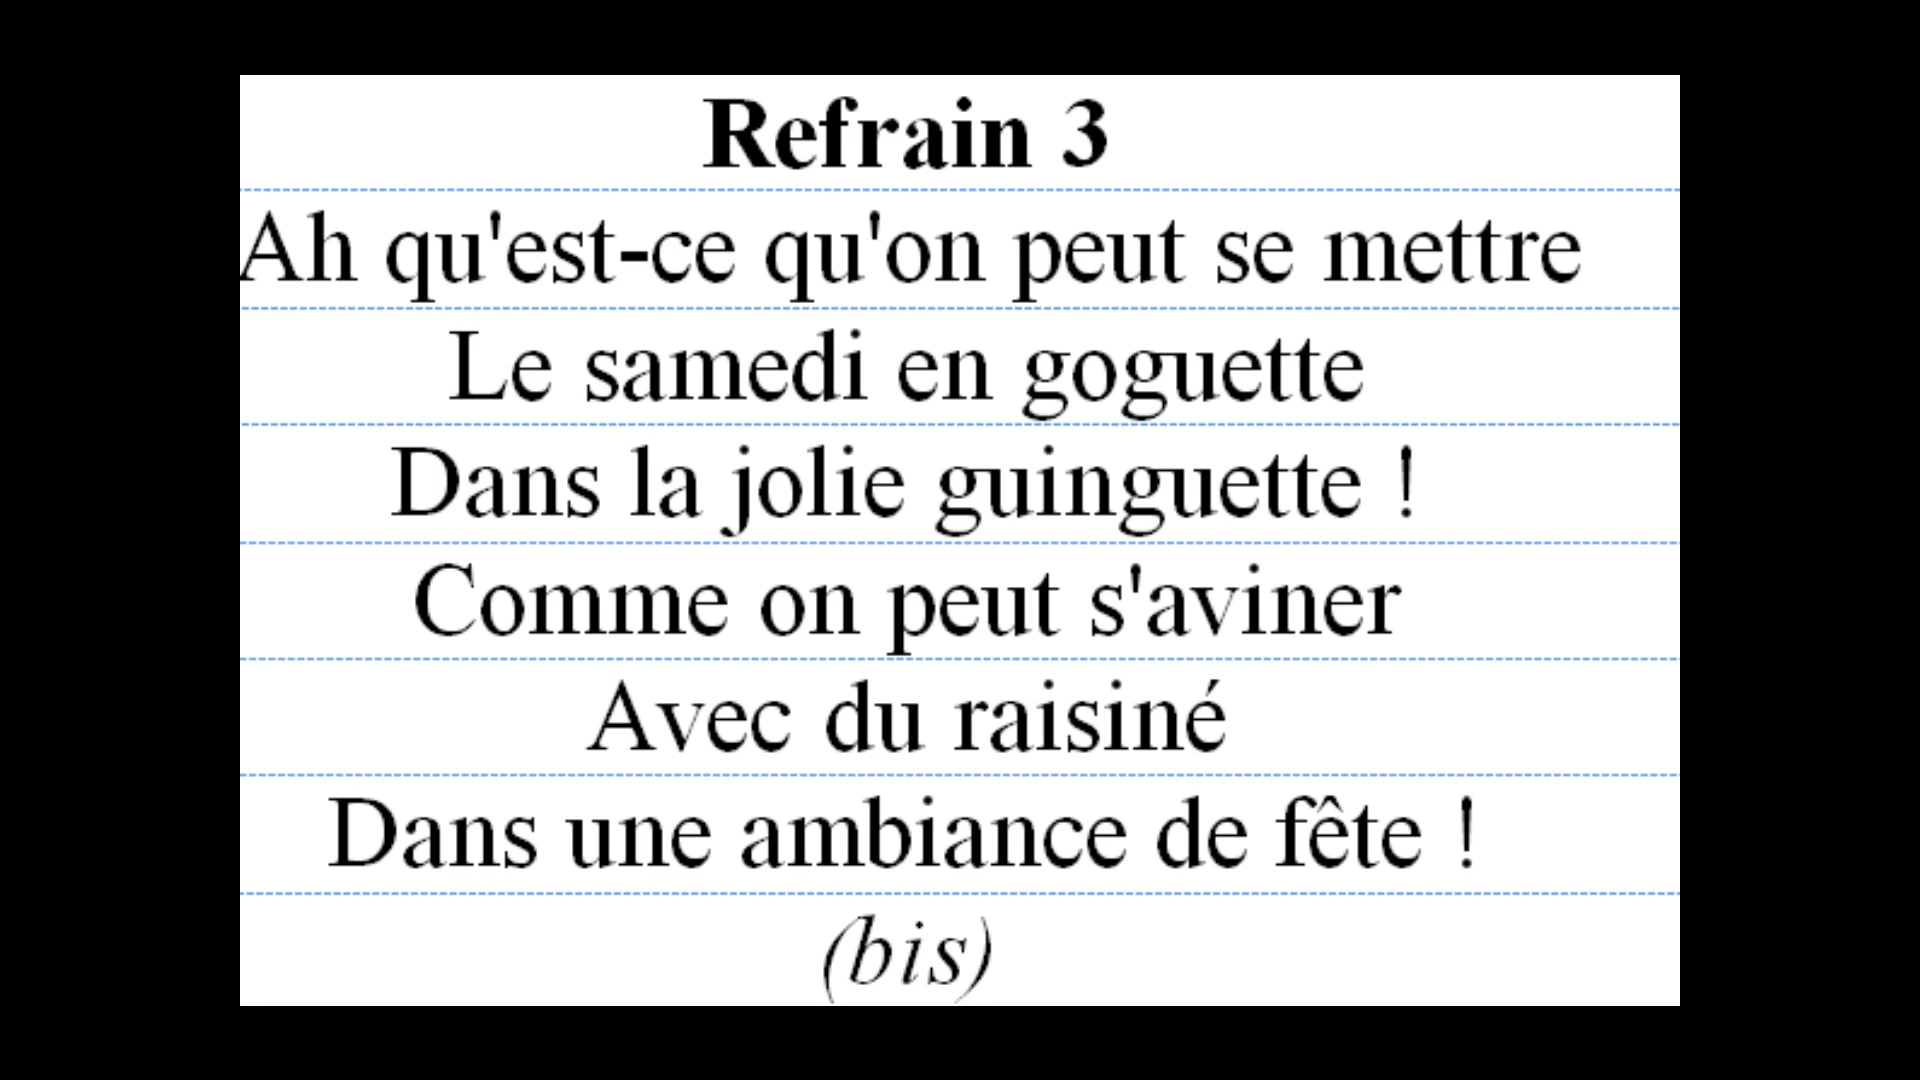 Refrain 3
Ah qu'est-ce qu'on peut se mettre
Le samedi en goguette
Dans la jolie guinguette !
Comme on peut s'aviner
Avec du raisiné
Dans une ambiance de fête !
(bis)